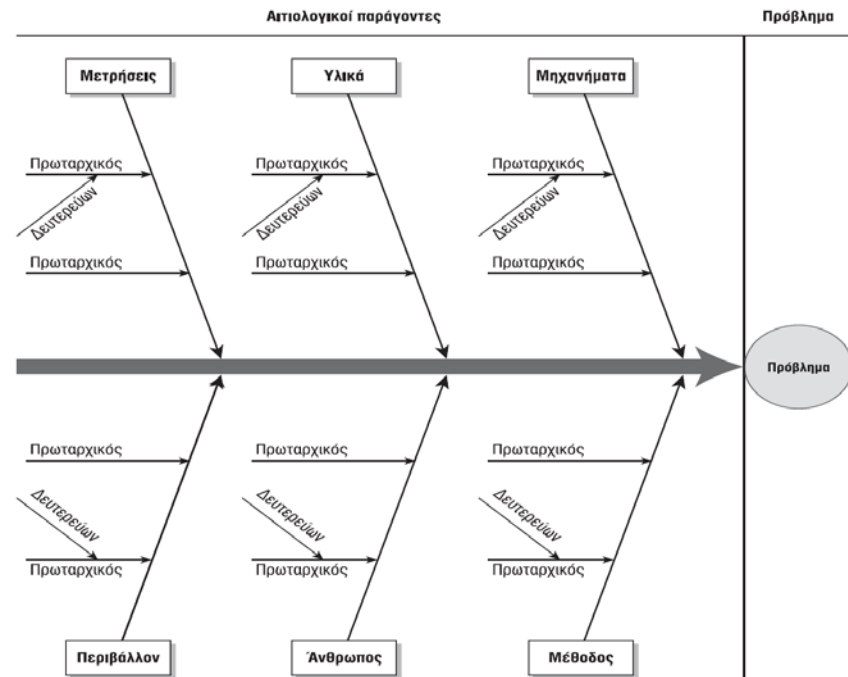 Αιτιολογικοί παράγοντες
Πρόβλημα
Μετρήσεις
Υλικά
Μηχανήματα
Πρωταρχικός
Πρωταρχικός
Πρωταρχικός
Δευτερεύων
Δευτερεύων
Δευτερεύων
Πρωταρχικός
Πρωταρχικός
Πρωταρχικός
Πρόβλημα
Πρωταρχικός
Πρωταρχικός
Πρωταρχικός
Δευτερεύων
Δευτερεύων
Δευτερεύων
Πρωταρχικός
Πρωταρχικός
Πρωταρχικός
Περιβάλλον
Άνθρωπος
Μέθοδος